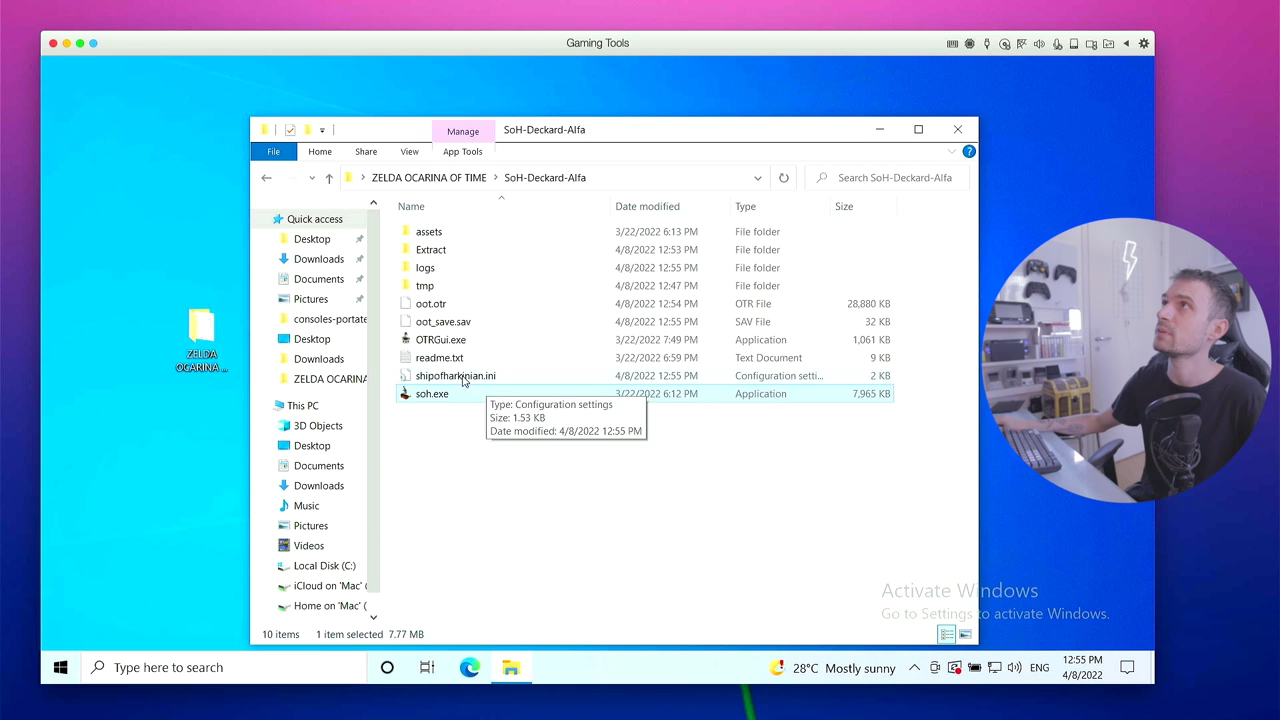 Gaming Tools
Manage
SoH-Deckard-Alfa
File
Home
Share
View
App Tools
ZELDA OCARINA OF TIME
SoH-Deckard-Alfa
Search SoH-Deckard-Alfa
Name
Date modified
Type
Size
Quick access
Desktop
Downloads
Documents
Pictures
consoles-portate
Desktop
Downloads
ZELDA OCARINA
This PC
3D Objects
Desktop
Documents
Downloads
Music
Pictures
Videos
Local Disk (C:)
iCloud on 'Mac' (
Home on 'Mac' (
assets 3/22/2022 6:13 PM File folder
Extract 4/8/2022 12:53 PM File folder
logs 4/8/2022 12:55 PM File folder
tmp 4/8/2022 12:47 PM File folder
oot.otr 4/8/2022 12:54 PM OTR File 28,880 KB
oot_save.sav 4/8/2022 12:55 PM SAV File 32 KB
OTRGui.exe 3/22/2022 7:49 PM Application 1,061 KB
readme.txt 3/22/2022 6:59 PM Text Document 9 KB
shipofharkinian.ini 4/8/2022 12:55 PM Configuration setti... 2 KB
soh.exe 3/22/2022 6:12 PM Application 7,965 KB
Type: Configuration settings
Size: 1.53 KB
Date modified: 4/8/2022 12:55 PM
ZELDA
OCARINA ...
10 items 1 item selected 7.77 MB
Activate Windows
Go to Settings to activate Windows.
Type here to search
28°C Mostly sunny
ENG
12:55 PM
4/8/2022